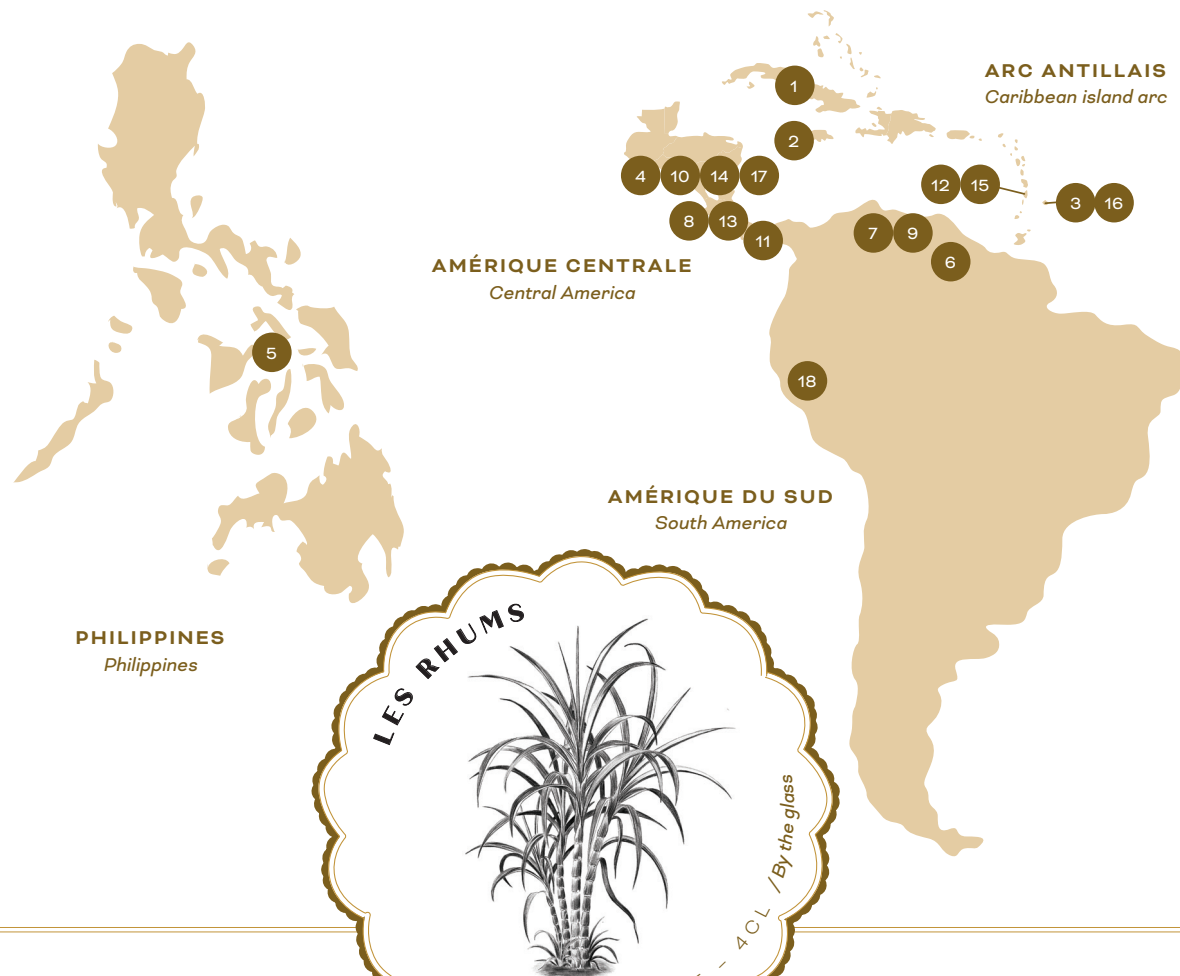 ARC ANTILLAIS
Caribbean island arc
1
2
4 10 14 17
12 15
3 16
8 13
11
7 9
6
AMÉRIQUE CENTRALE
Central America
5
18
AMÉRIQUE DU SUD
South America
PHILIPPINES
Philippines
LES RHUMS
– 4CL / By the glass